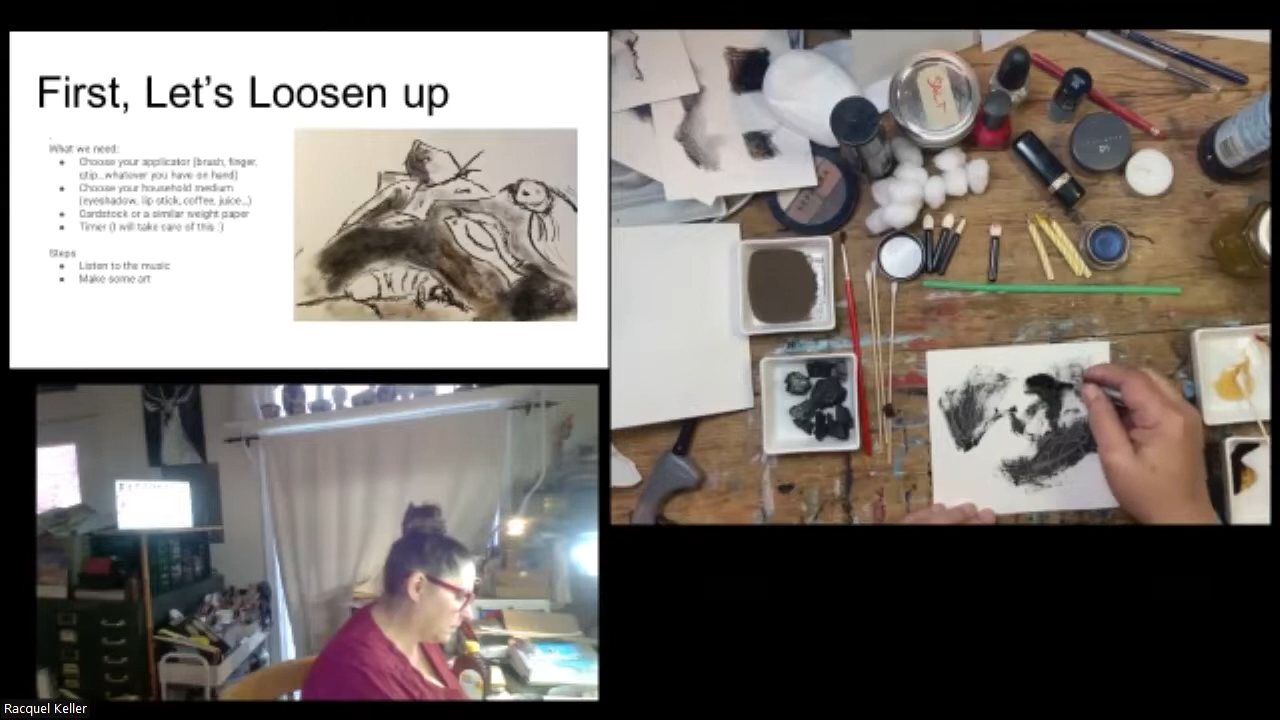 First, Let's Loosen up
What we need:
● Choose your applicator (brush, finger,
qtip...whatever you have on hand)
● Choose your household medium
(eyeshadow, lip stick, coffee, juice...)
● Cardstock or a similar weight paper
● Timer (I will take care of this :)
Steps
● Listen to the music
● Make some art
Racquel Keller